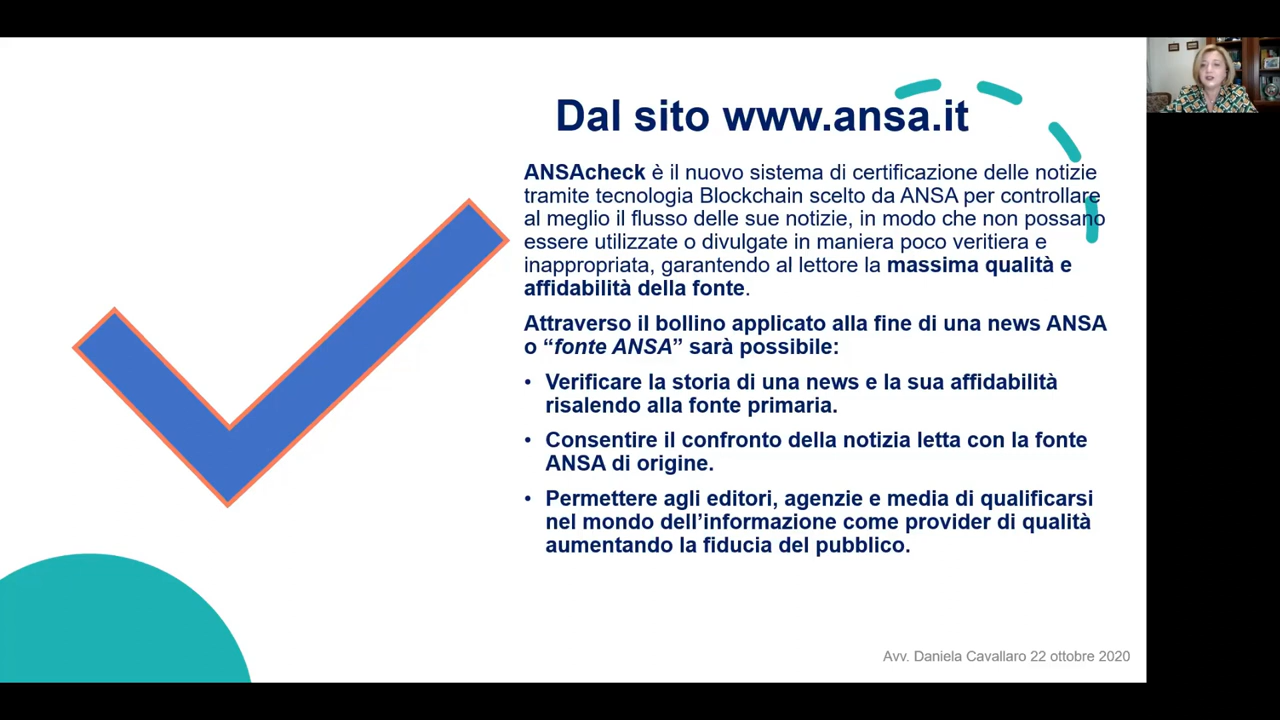 Dal sito www.ansa.it
ANSAcheck è il nuovo sistema di certificazione delle notizie
tramite tecnologia Blockchain scelto da ANSA per controllare
al meglio il flusso delle sue notizie, in modo che non possano
essere utilizzate o divulgate in maniera poco veritiera e
inappropriata, garantendo al lettore la massima qualità e
affidabilità della fonte.
Attraverso il bollino applicato alla fine di una news ANSA
o “fonte ANSA” sarà possibile:
• Verificare la storia di una news e la sua affidabilità
risalendo alla fonte primaria.
• Consentire il confronto della notizia letta con la fonte
ANSA di origine.
• Permettere agli editori, agenzie e media di qualificarsi
nel mondo dell’informazione come provider di qualità
aumentando la fiducia del pubblico.
Avv. Daniela Cavallaro 22 ottobre 2020